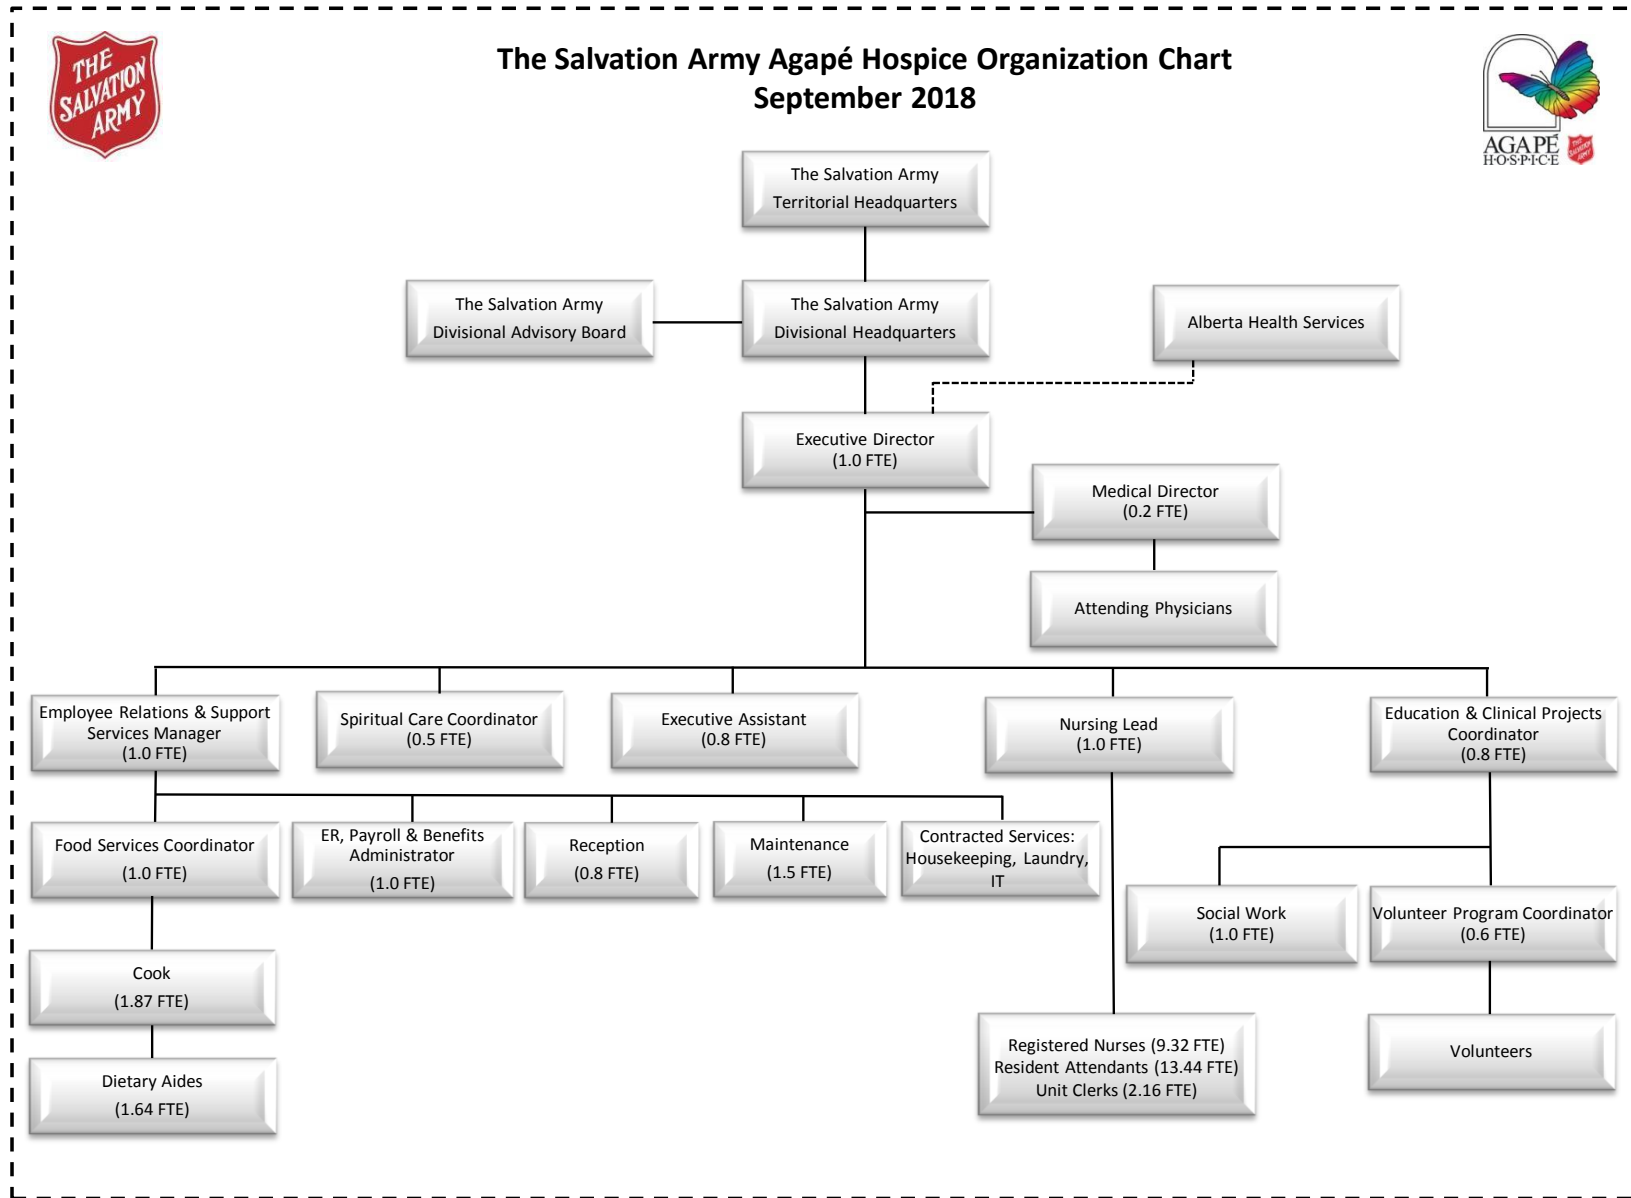 THE
SALVATION
ARMY
The Salvation Army Agapé Hospice Organization Chart
September 2018
AGAPÉ
H·O·S·P·I·C·E
THE
SALVATION
ARMY
The Salvation Army
Territorial Headquarters
The Salvation Army
Divisional Advisory Board
The Salvation Army
Divisional Headquarters
Alberta Health Services
Executive Director
(1.0 FTE)
Medical Director
(0.2 FTE)
Attending Physicians
Employee Relations & Support
Services Manager
(1.0 FTE)
Spiritual Care Coordinator
(0.5 FTE)
Executive Assistant
(0.8 FTE)
Nursing Lead
(1.0 FTE)
Education & Clinical Projects
Coordinator
(0.8 FTE)
Food Services Coordinator
(1.0 FTE)
ER, Payroll & Benefits
Administrator
(1.0 FTE)
Reception
(0.8 FTE)
Maintenance
(1.5 FTE)
Contracted Services:
Housekeeping, Laundry,
IT
Social Work
(1.0 FTE)
Volunteer Program Coordinator
(0.6 FTE)
Cook
(1.87 FTE)
Registered Nurses (9.32 FTE)
Resident Attendants (13.44 FTE)
Unit Clerks (2.16 FTE)
Volunteers
Dietary Aides
(1.64 FTE)